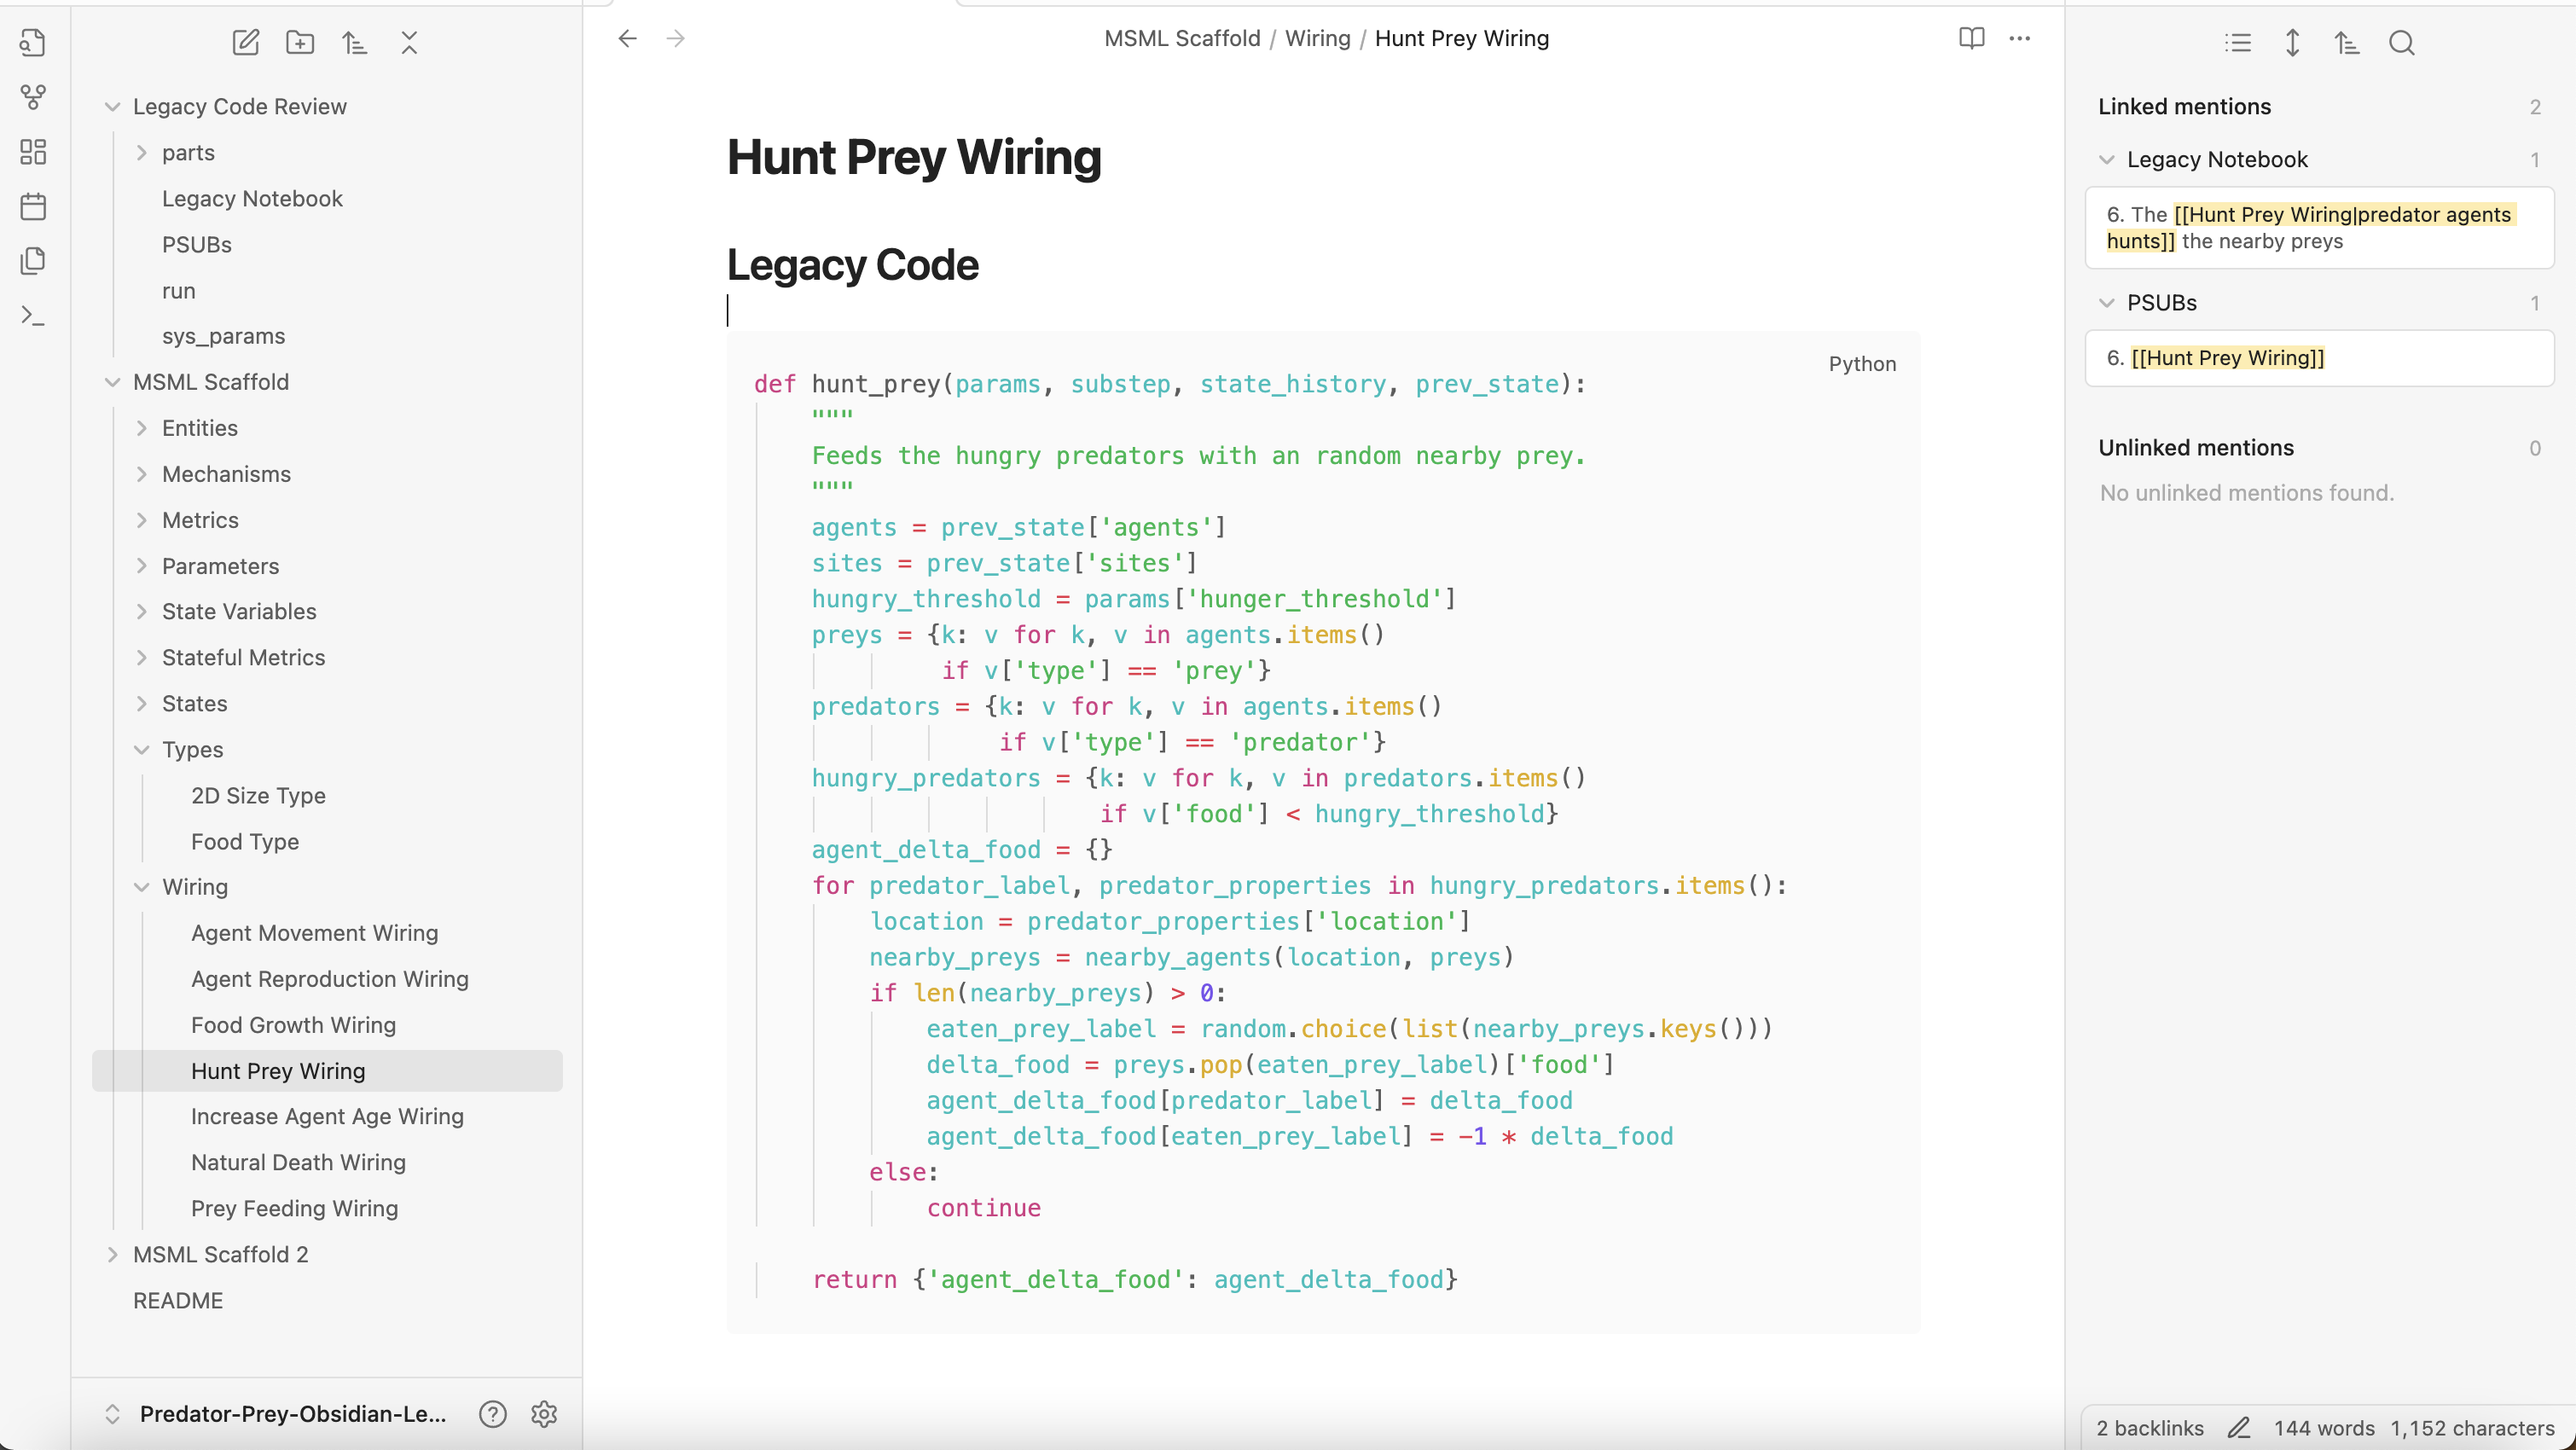 Legacy Code Review
parts
Legacy Notebook
PSUBs
run
sys_params
MSML Scaffold
Entities
Mechanisms
Metrics
Parameters
State Variables
Stateful Metrics
States
Types
2D Size Type
Food Type
Wiring
Agent Movement Wiring
Agent Reproduction Wiring
Food Growth Wiring
Hunt Prey Wiring
Increase Agent Age Wiring
Natural Death Wiring
Prey Feeding Wiring
MSML Scaffold 2
README
Predator-Prey-Obsidian-Le...
MSML Scaffold / Wiring / Hunt Prey Wiring
Hunt Prey Wiring
Legacy Code
Python
def hunt_prey(params, substep, state_history, prev_state):
    """
    Feeds the hungry predators with an random nearby prey.
    """
    agents = prev_state['agents']
    sites = prev_state['sites']
    hungry_threshold = params['hunger_threshold']
    preys = {k: v for k, v in agents.items()
             if v['type'] == 'prey'}
    predators = {k: v for k, v in agents.items()
                 if v['type'] == 'predator'}
    hungry_predators = {k: v for k, v in predators.items()
                        if v['food'] < hungry_threshold}
    agent_delta_food = {}
    for predator_label, predator_properties in hungry_predators.items():
        location = predator_properties['location']
        nearby_preys = nearby_agents(location, preys)
        if len(nearby_preys) > 0:
            eaten_prey_label = random.choice(list(nearby_preys.keys()))
            delta_food = preys.pop(eaten_prey_label)['food']
            agent_delta_food[predator_label] = delta_food
            agent_delta_food[eaten_prey_label] = -1 * delta_food
        else:
            continue
    return {'agent_delta_food': agent_delta_food}
Linked mentions 2
Legacy Notebook 1
6. The [[Hunt Prey Wiring|predator agents
hunts]] the nearby preys
PSUBs 1
6. [[Hunt Prey Wiring]]
Unlinked mentions 0
No unlinked mentions found.
2 backlinks 144 words 1,152 characters